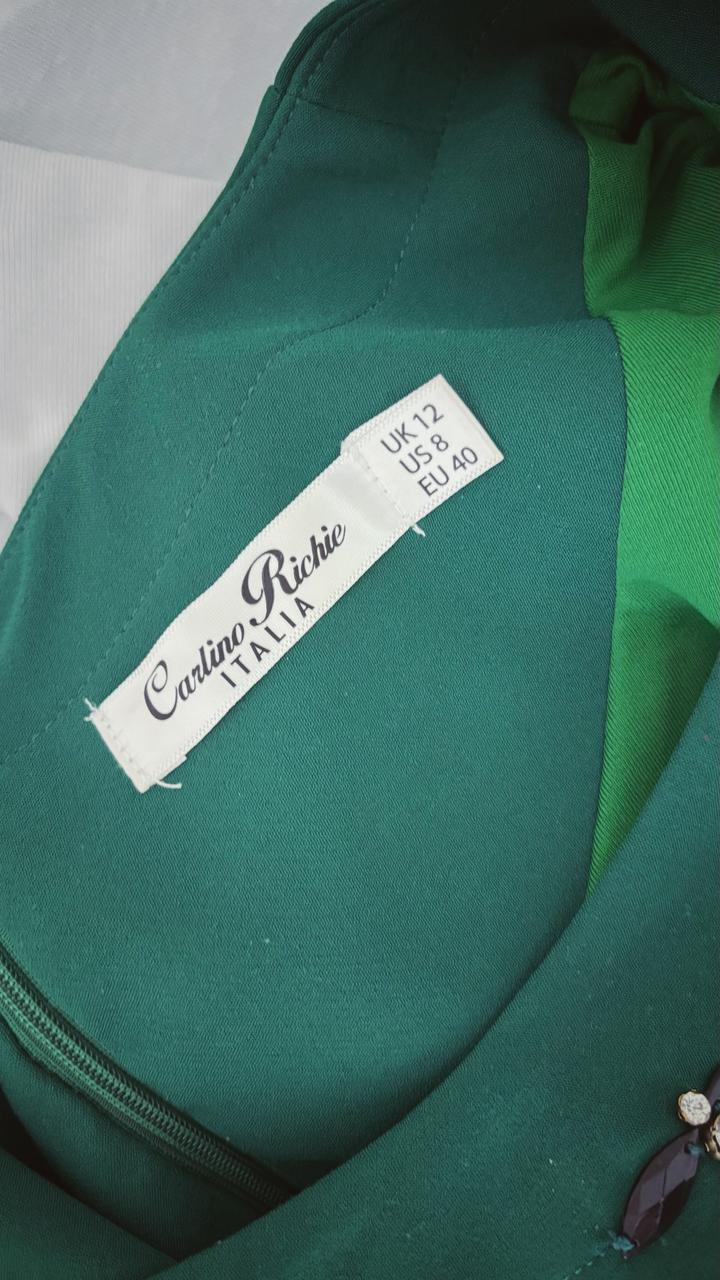 Carlino Richie
ITALIA
UK 12
US 8
EU 40